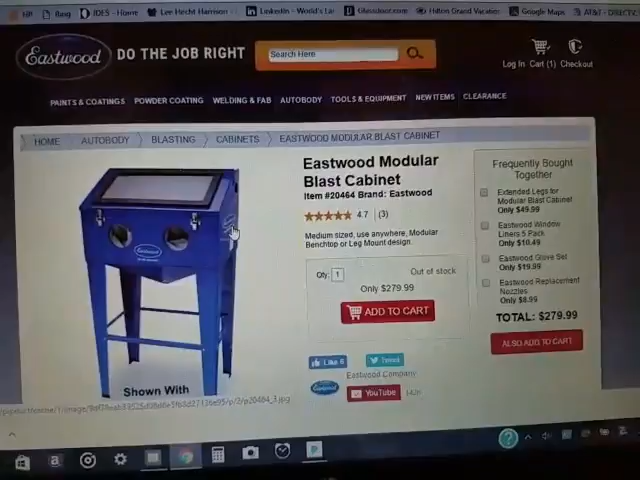 HP
Bing
IDES - Home
Lee Hecht Harrison
LinkedIn - World's La
Glassdoor.com
Hilton Grand Vacation
Google Maps
AT&T - DIRECTV
Eastwood
DO THE JOB RIGHT
Search Here
Log In Cart (1) Checkout
PAINTS & COATINGS POWDER COATING WELDING & FAB AUTOBODY TOOLS & EQUIPMENT NEW ITEMS CLEARANCE
HOME AUTOBODY BLASTING CABINETS EASTWOOD MODULAR BLAST CABINET
Eastwood Modular
Blast Cabinet
Item #20464 Brand: Eastwood
4.7 (3)
Medium sized, use anywhere, Modular
Benchtop or Leg Mount design.
Qty: 1
Out of stock
Only $279.99
ADD TO CART
Like 6
Tweet
Eastwood Company
YouTube
Shown With
Frequently Bought
Together
Extended Legs for
Modular Blast Cabinet
Only $49.99
Eastwood Window
Liners 5 Pack
Only $10.49
Eastwood Glove Set
Only $19.99
Eastwood Replacement
Nozzles
Only $8.99
TOTAL: $279.99
ALSO ADD TO CART